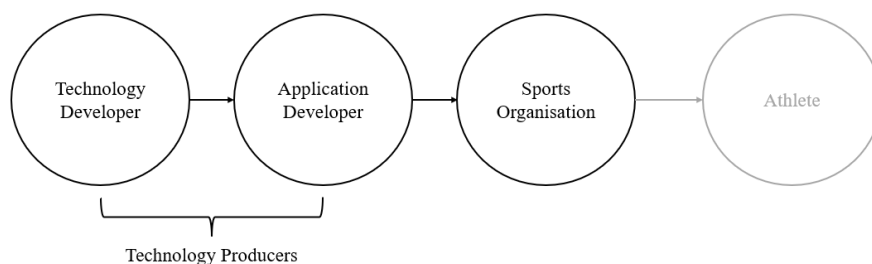 Technology
Developer
Application
Developer
Sports
Organisation
Athlete
Technology Producers